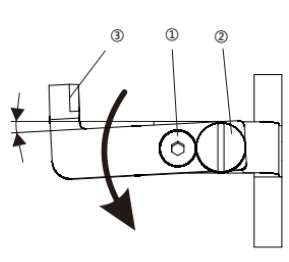 ③ ① ②